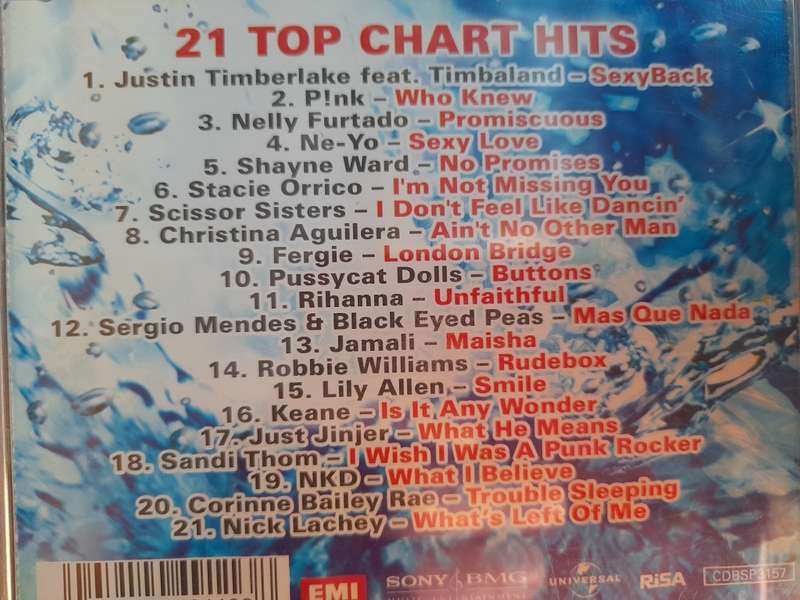 21 TOP CHART HITS
1. Justin Timberlake feat. Timbaland – SexyBack
2. P!nk – Who Knew
3. Nelly Furtado – Promiscuous
4. Ne-Yo – Sexy Love
5. Shayne Ward – No Promises
6. Stacie Orrico – I'm Not Missing You
7. Scissor Sisters – I Don't Feel Like Dancin'
8. Christina Aguilera – Ain't No Other Man
9. Fergie – London Bridge
10. Pussycat Dolls – Buttons
11. Rihanna – Unfaithful
12. Sergio Mendes & Black Eyed Peas – Mas Que Nada
13. Jamali – Maisha
14. Robbie Williams – Rudebox
15. Lily Allen – Smile
16. Keane – Is It Any Wonder
17. Just Jinjer – What He Means
18. Sandi Thom – I Wish I Was A Punk Rocker
19. NKD – What I Believe
20. Corinne Bailey Rae – Trouble Sleeping
21. Nick Lachey – What's Left Of Me
EMI SONY BMG UNIVERSAL RiSA CDBSP3157